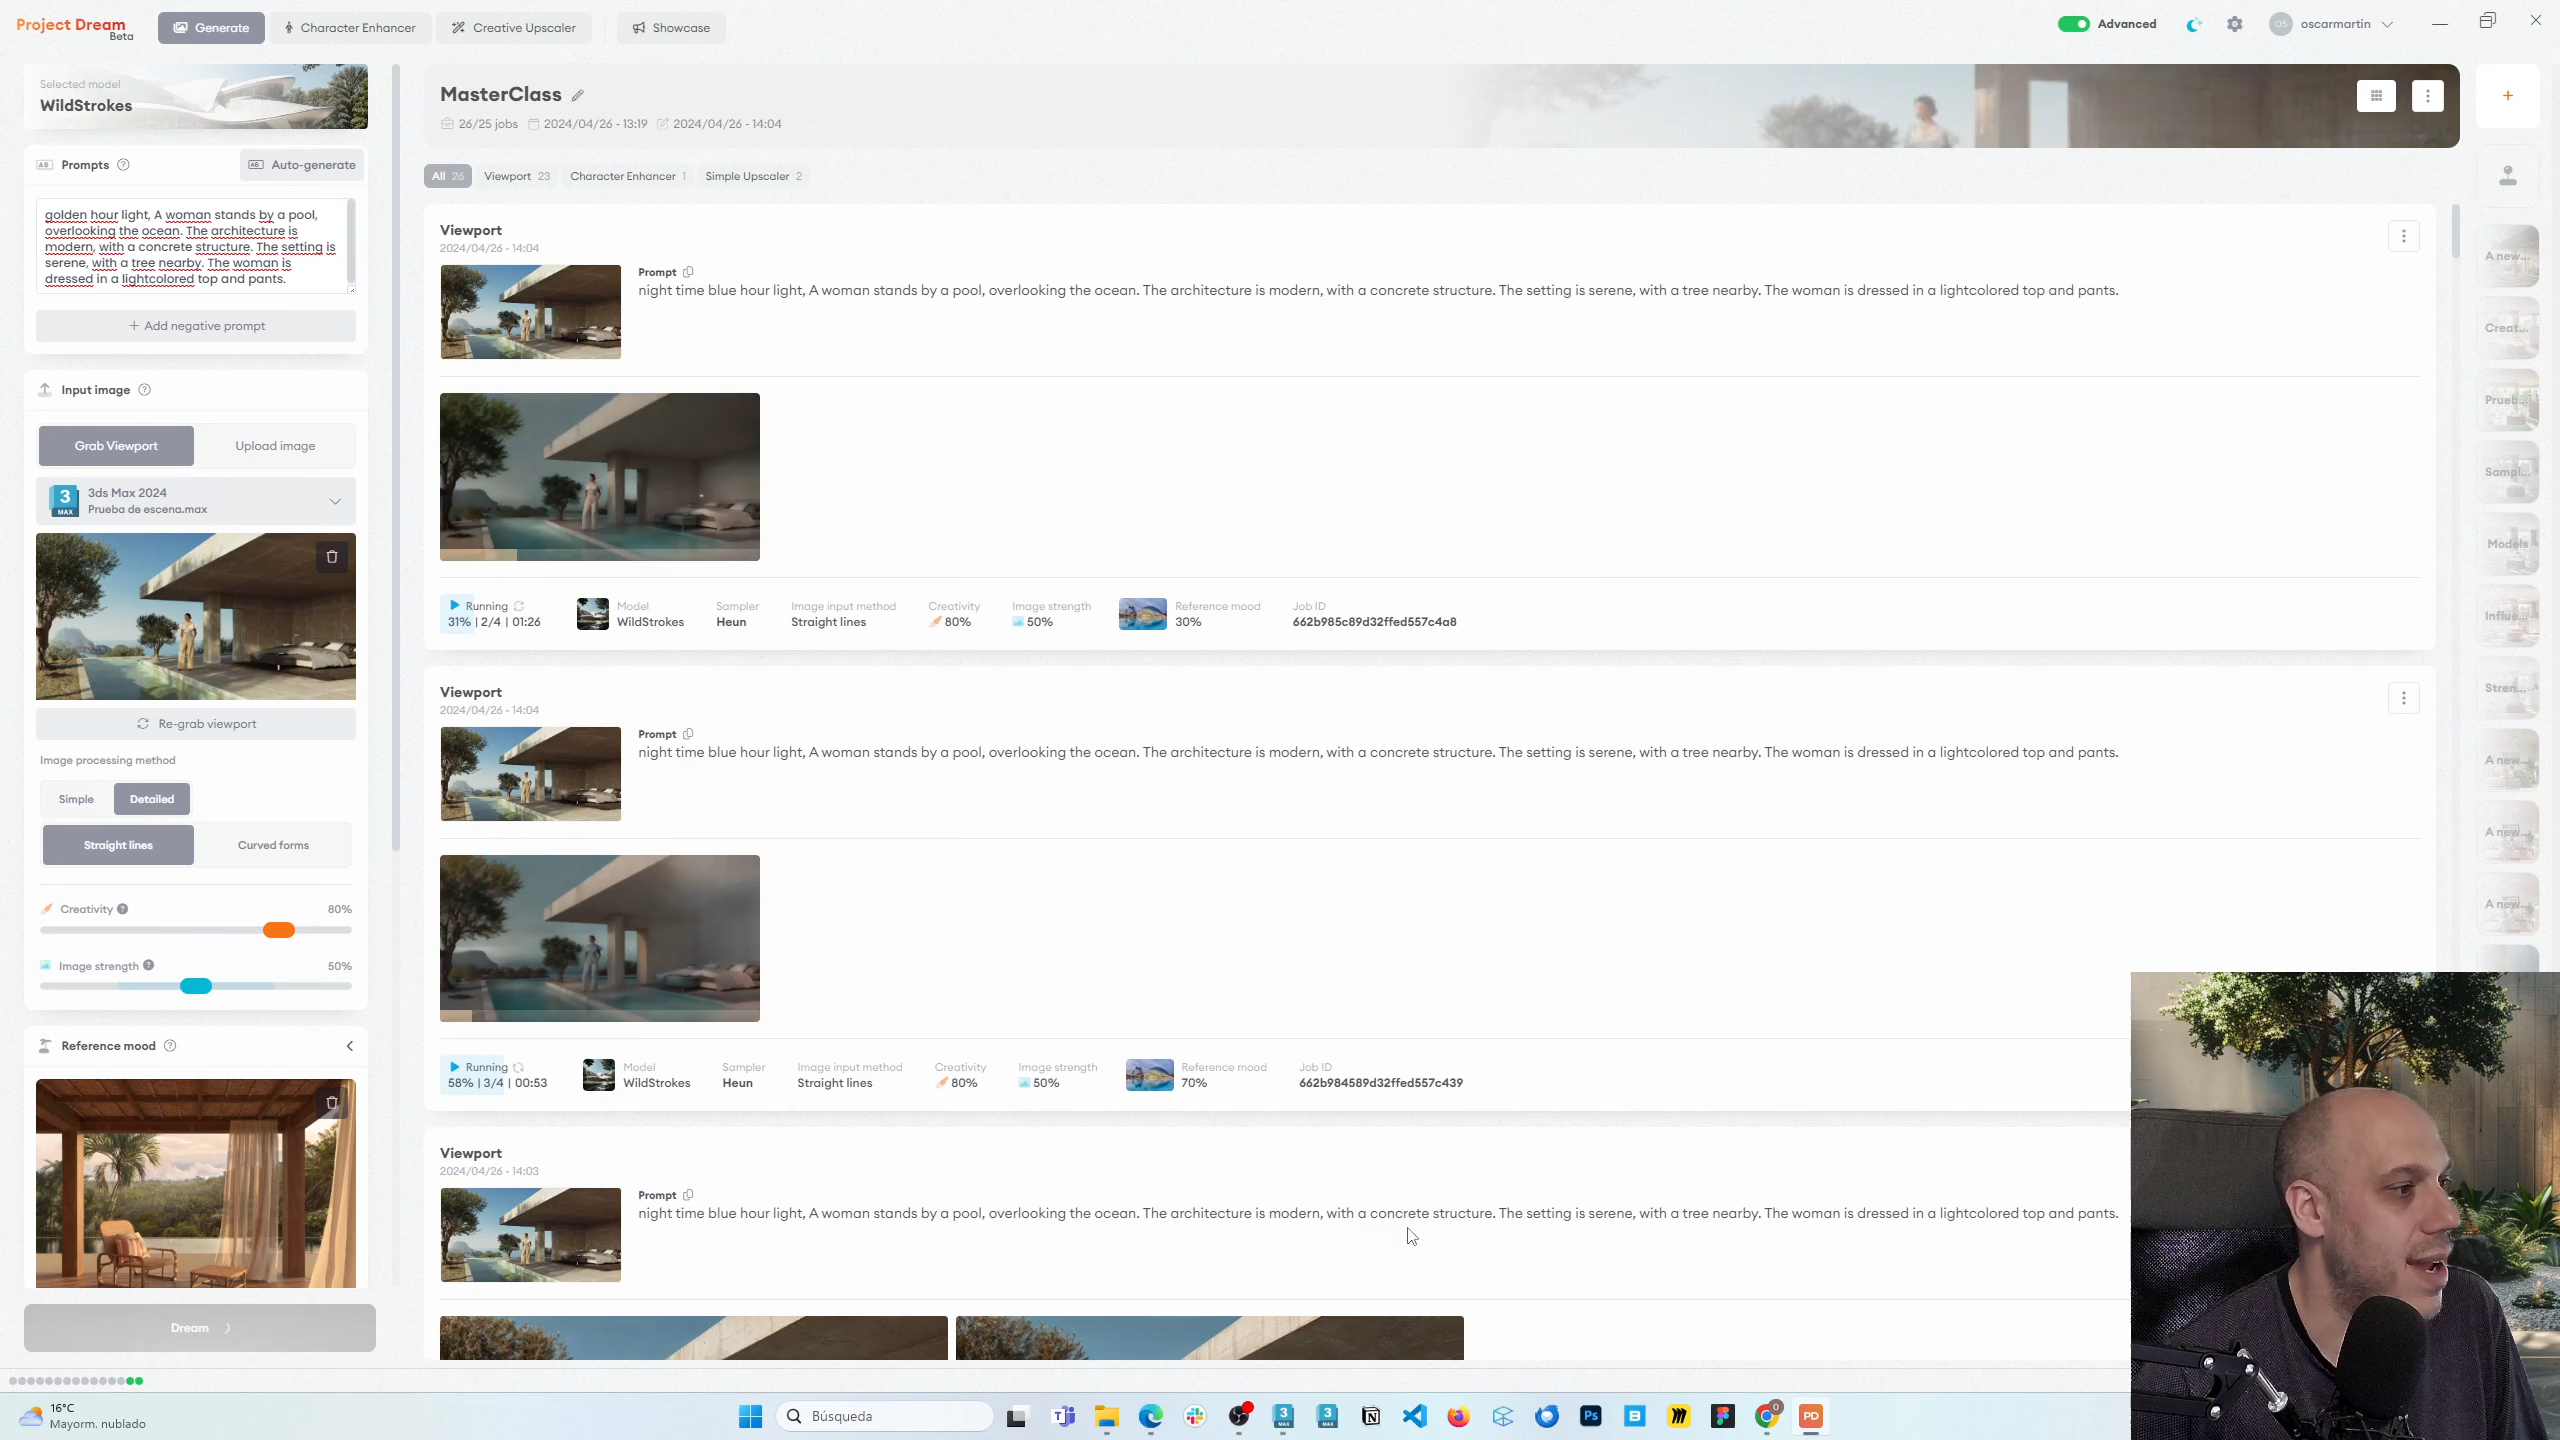 Project Dream
Beta
Generate
Character Enhancer
Creative Upscaler
Showcase
Advanced
OS
oscarmartin
Selected model
WildStrokes
Prompts
Auto-generate
golden hour light, A woman stands by a pool,
overlooking the ocean. The architecture is
modern, with a concrete structure. The setting is
serene, with a tree nearby. The woman is
dressed in a lightcolored top and pants.
+ Add negative prompt
Input image
Grab Viewport
Upload image
3ds Max 2024
Prueba de escena.max
Re-grab viewport
Image processing method
Simple
Detailed
Straight lines
Curved forms
Creativity
80%
Image strength
50%
Reference mood
Dream
MasterClass
26/25 jobs
2024/04/26 - 13:19
2024/04/26 - 14:04
All 26
Viewport 23
Character Enhancer 1
Simple Upscaler 2
Viewport
2024/04/26 - 14:04
Prompt
night time blue hour light, A woman stands by a pool, overlooking the ocean. The architecture is modern, with a concrete structure. The setting is serene, with a tree nearby. The woman is dressed in a lightcolored top and pants.
Running
31% | 2/4 | 01:26
Model
WildStrokes
Sampler
Heun
Image input method
Straight lines
Creativity
80%
Image strength
50%
Reference mood
30%
Job ID
662b985c89d32ffed557c4a8
Viewport
2024/04/26 - 14:04
Prompt
night time blue hour light, A woman stands by a pool, overlooking the ocean. The architecture is modern, with a concrete structure. The setting is serene, with a tree nearby. The woman is dressed in a lightcolored top and pants.
Running
58% | 3/4 | 00:53
Model
WildStrokes
Sampler
Heun
Image input method
Straight lines
Creativity
80%
Image strength
50%
Reference mood
70%
Job ID
662b984589d32ffed557c439
Viewport
2024/04/26 - 14:03
Prompt
night time blue hour light, A woman stands by a pool, overlooking the ocean. The architecture is modern, with a concrete structure. The setting is serene, with a tree nearby. The woman is dressed in a lightcolored top and pants.
+
A new...
Creat...
Prueb...
Sampl...
Models
Influe...
Stren...
A new...
A new...
A new...
16°C
Mayorm. nublado
Búsqueda
Ps
PD